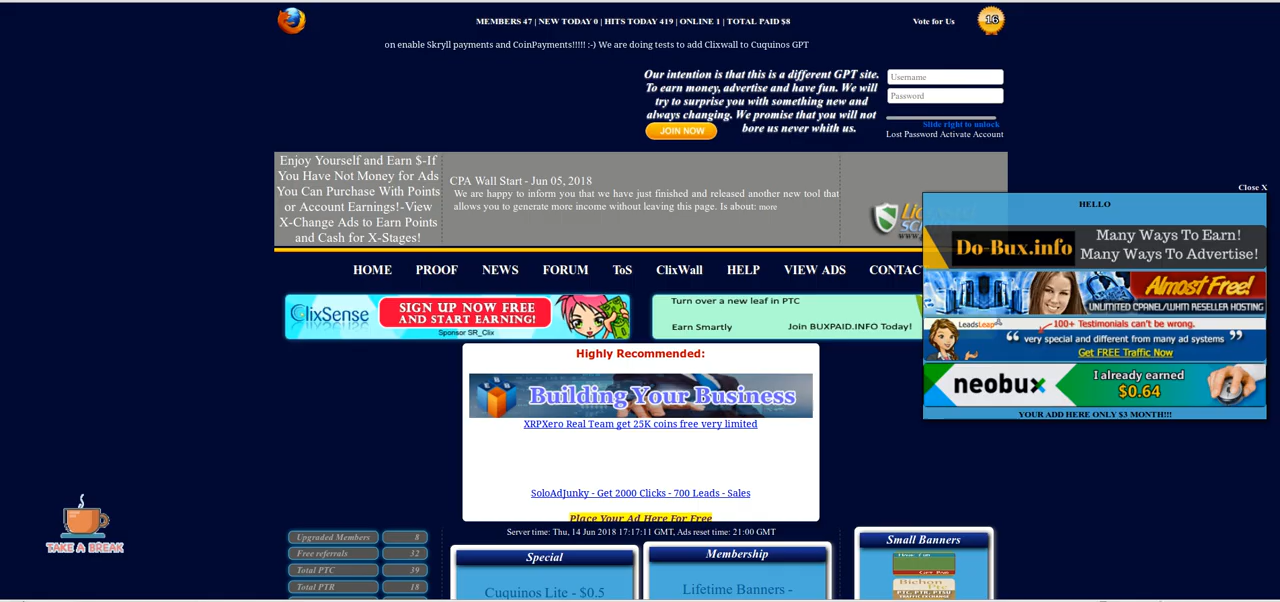 MEMBERS 47 | NEW TODAY 0 | HITS TODAY 419 | ONLINE 1 | TOTAL PAID $8
Vote for Us
16
on enable Skryll payments and CoinPayments!!!!! :-) We are doing tests to add Clixwall to Cuquinos GPT
Our intention is that this is a different GPT site.
To earn money, advertise and have fun. We will
try to surprise you with something new and
always changing. We promise that you will not
bore us never whith us.
JOIN NOW
Username
Password
Slide right to unlock
Lost Password Activate Account
Enjoy Yourself and Earn $-If
You Have Not Money for Ads
You Can Purchase With Points
or Account Earnings!-View
X-Change Ads to Earn Points
and Cash for X-Stages!
CPA Wall Start - Jun 05, 2018
We are happy to inform you that we have just finished and released another new tool that
allows you to generate more income without leaving this page. Is about: more
Close X
HELLO
Do-Bux.info
Many Ways To Earn!
Many Ways To Advertise!
Almost Free!
UNLIMITED CPANEL/WHM RESELLER HOSTING
LeadsLeap
100+ Testimonials can't be wrong.
“ very special and different from many ad systems ”
Get FREE Traffic Now
neobux
I already earned
$0.64
YOUR ADD HERE ONLY $3 MONTH!!!
HOME
PROOF
NEWS
FORUM
ToS
ClixWall
HELP
VIEW ADS
CONTAC
ClixSense
SIGN UP NOW FREE
AND START EARNING!
Sponsor SR_Clix
Turn over a new leaf in PTC
Earn Smartly
Join BUXPAID.INFO Today!
Highly Recommended:
Building Your Business
XRPXero Real Team get 25K coins free very limited
SoloAdJunky - Get 2000 Clicks - 700 Leads - Sales
Place Your Ad Here For Free
Server time: Thu, 14 Jun 2018 17:17:11 GMT, Ads reset time: 21:00 GMT
TAKE A BREAK
Upgraded Members 8
Free referrals 32
Total PTC 39
Total PTR 18
Special
Cuquinos Lite - $0.5
Membership
Lifetime Banners -
Small Banners
Bichon
PTC, PTR, PTSU